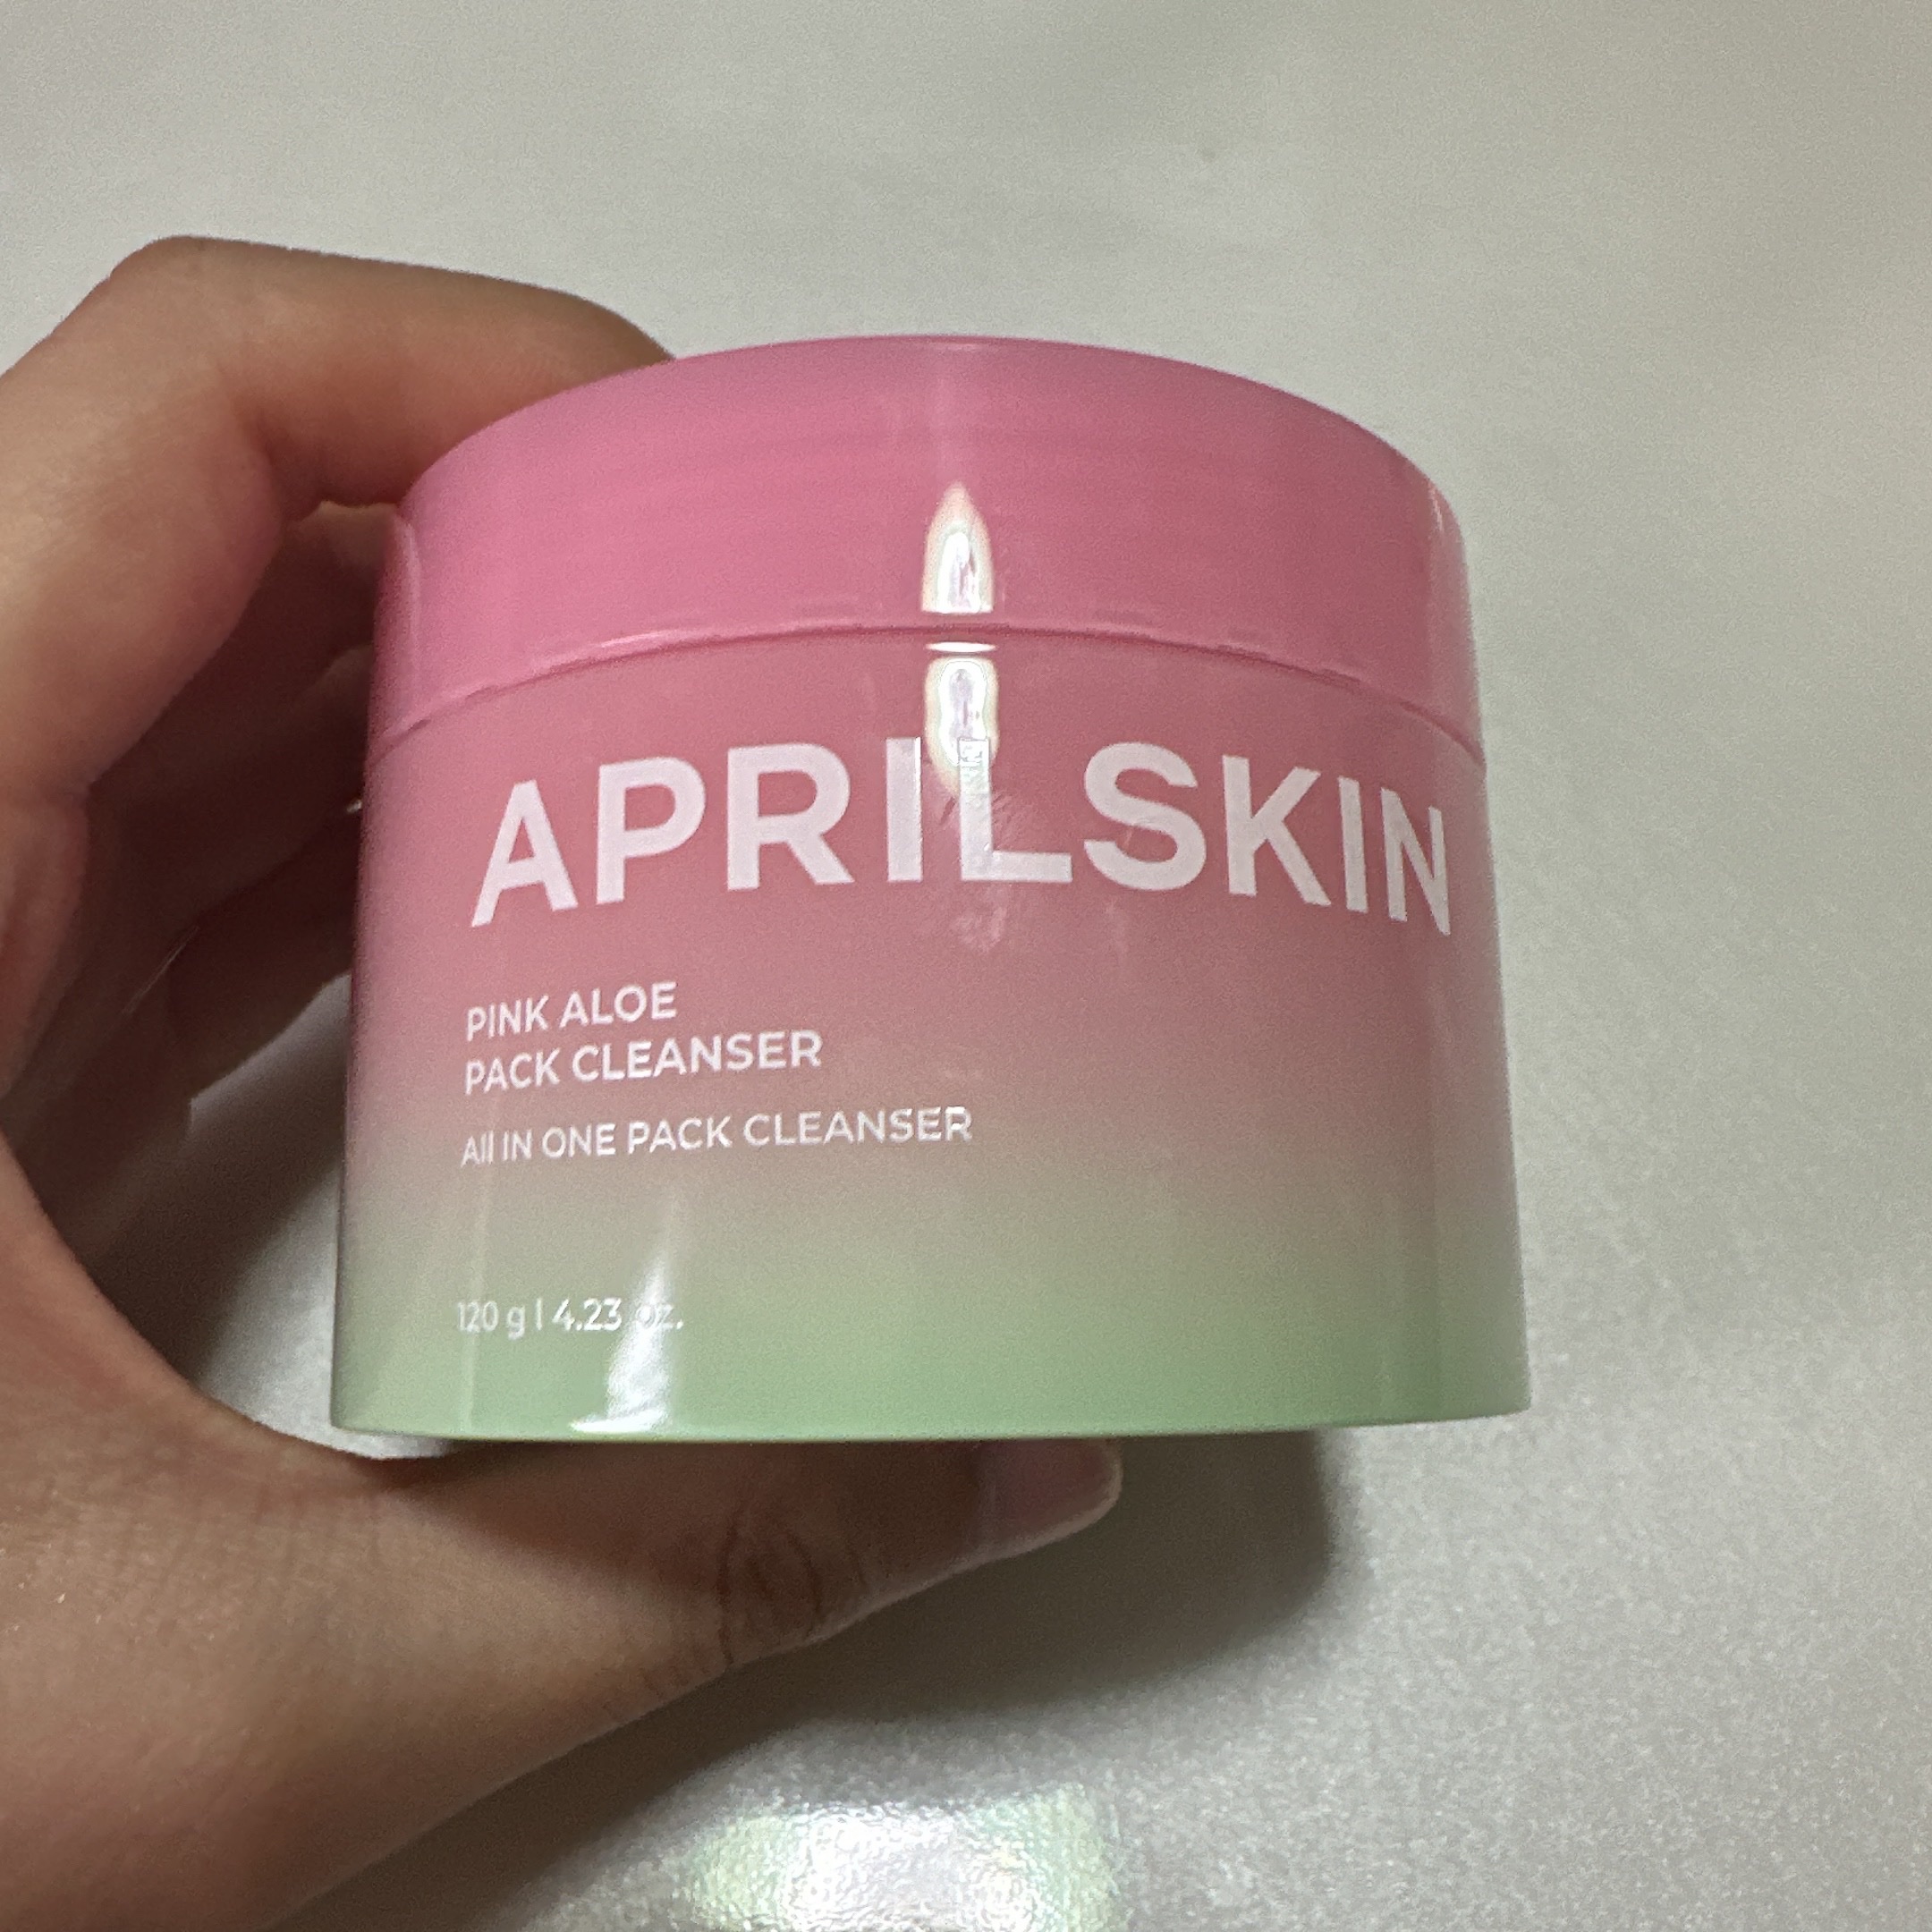 APRILSKIN
PINK ALOE
PACK CLEANSER
All IN ONE PACK CLEANSER
120 g | 4.23 oz.